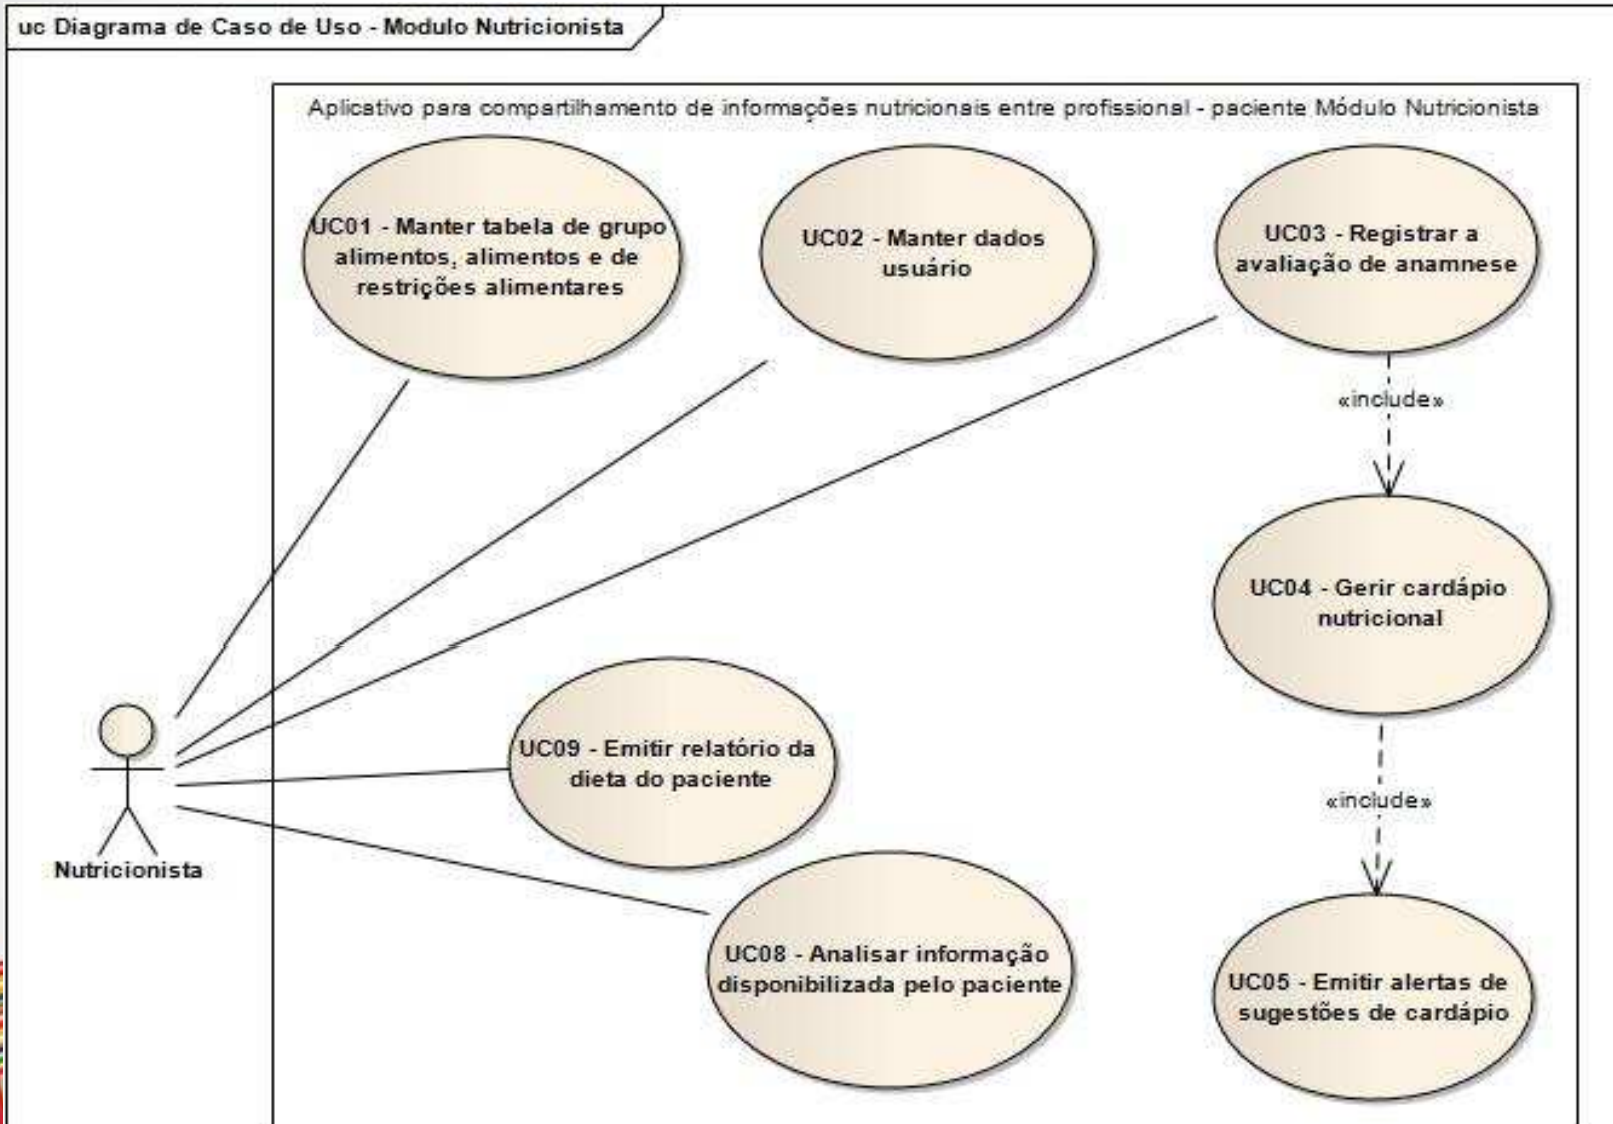 uc Diagrama de Caso de Uso - Modulo Nutricionista
Aplicativo para compartilhamento de informações nutricionais entre profissional - paciente Módulo Nutricionista
UC01 - Manter tabela de grupo
alimentos, alimentos e de
restrições alimentares
UC02 - Manter dados
usuário
UC03 - Registrar a
avaliação de anamnese
«include»
UC04 - Gerir cardápio
nutricional
«include»
UC09 - Emitir relatório da
dieta do paciente
Nutricionista
UC08 - Analisar informação
disponibilizada pelo paciente
UC05 - Emitir alertas de
sugestões de cardápio